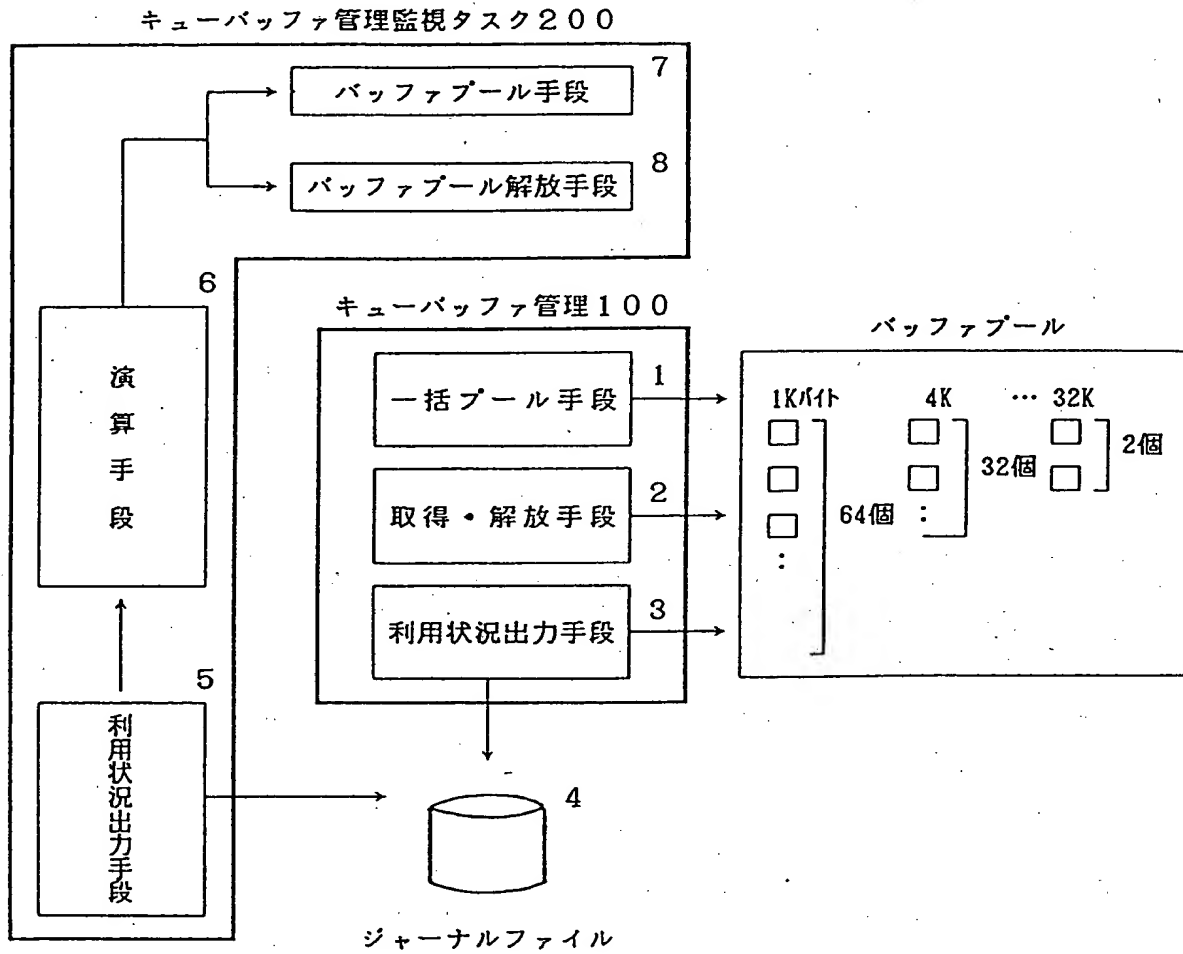 キューバッファ管理監視タスク200
7
バッファプール手段
8
バッファプール解放手段
6
演算手段
キューバッファ管理100
1
一括プール手段
2
取得・解放手段
3
利用状況出力手段
バッファプール
1Kバイト 4K … 32K
64個
32個
2個
5
利用状況出力手段
4
ジャーナルファイル